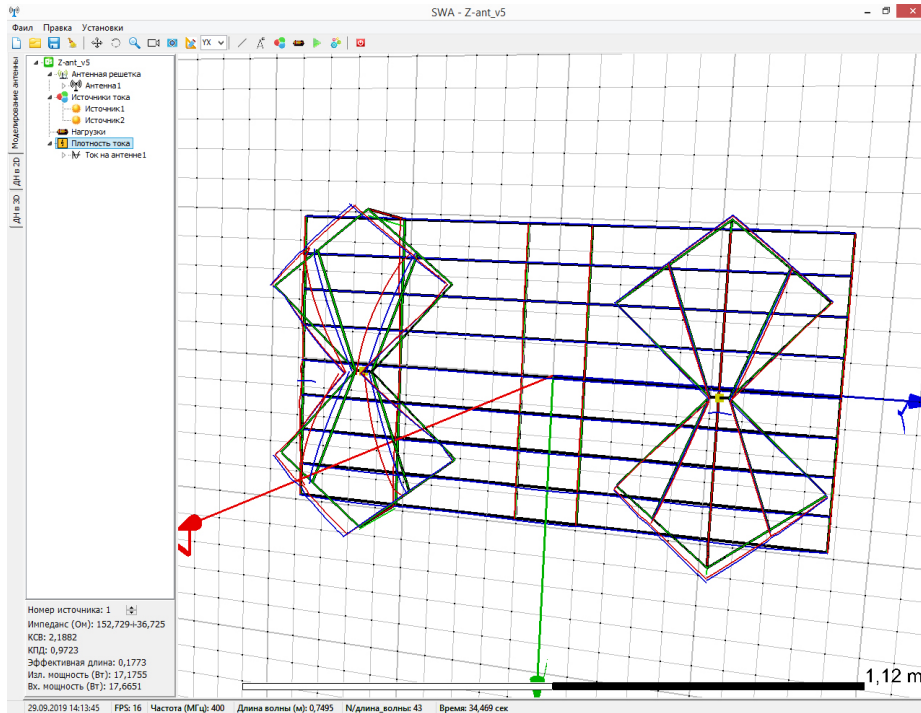 SWA - Z-ant_v5
Фаил Правка Установки
YX
Моделирование антенны
ДН в 2D
ДН в 3D
Z-ant_v5
Антенная решетка
Антенна1
Источники тока
Источник1
Источник2
Нагрузки
Плотность тока
Ток на антенне1
Номер источника: 1
Импеданс (Ом): 152,729-i-36,725
КСВ: 2,1882
КПД: 0,9723
Эффективная длина: 0,1773
Изл. мощность (Вт): 17,1755
Вх. мощность (Вт): 17,6651
1,12 m
29.09.2019 14:13:45 FPS: 16 Частота (МГц): 400 Длина волны (м): 0,7495 N/длина_волны: 43 Время: 34,469 сек